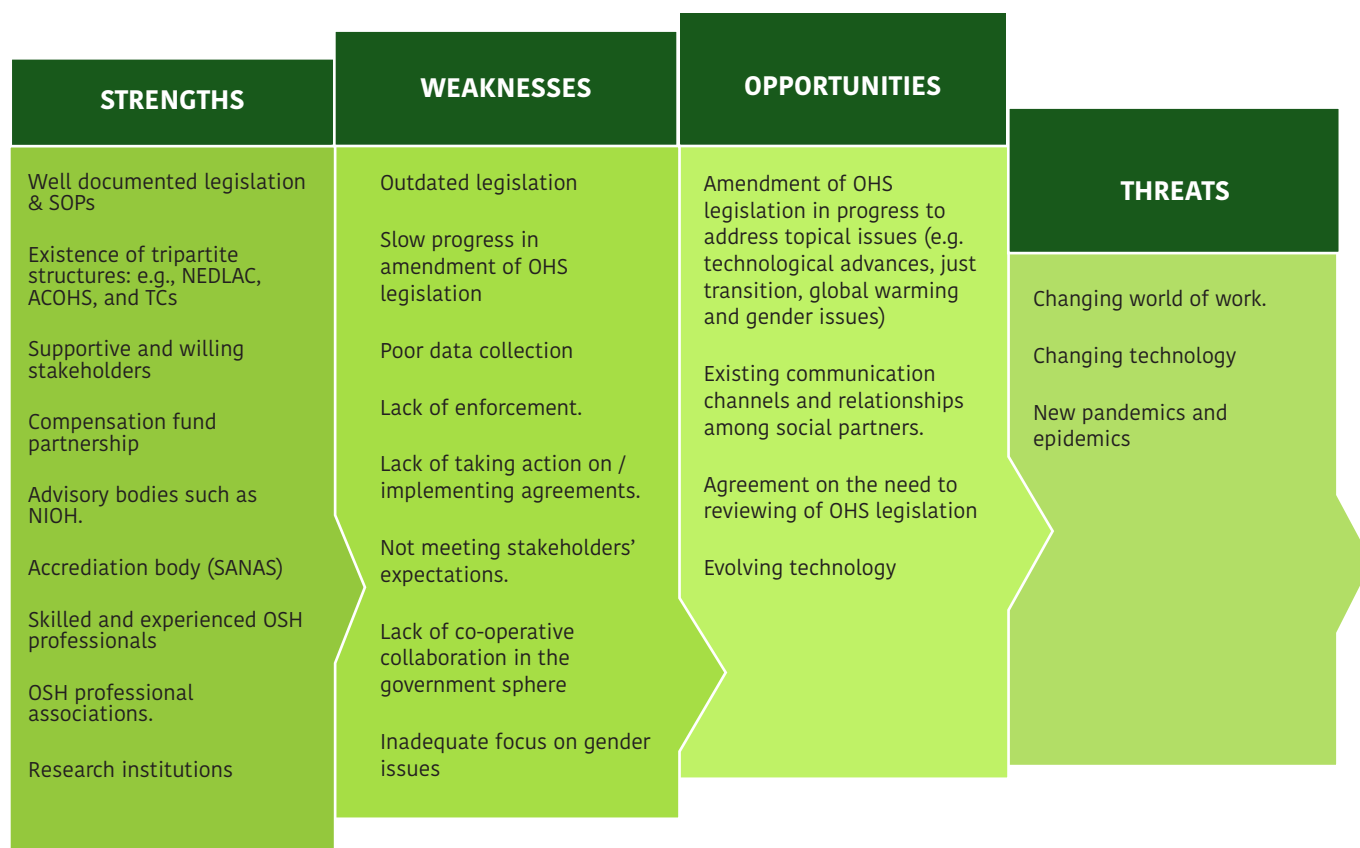 STRENGTHS
Well documented legislation
& SOPs
Existence of tripartite
structures: e.g., NEDLAC,
ACOHS, and TCs
Supportive and willing
stakeholders
Compensation fund
partnership
Advisory bodies such as
NIOH.
Accrediation body (SANAS)
Skilled and experienced OSH
professionals
OSH professional
associations.
Research institutions
WEAKNESSES
Outdated legislation
Slow progress in
amendment of OHS
legislation
Poor data collection
Lack of enforcement.
Lack of taking action on /
implementing agreements.
Not meeting stakeholders’
expectations.
Lack of co-operative
collaboration in the
government sphere
Inadequate focus on gender
issues
OPPORTUNITIES
Amendment of OHS
legislation in progress to
address topical issues (e.g.
technological advances, just
transition, global warming
and gender issues)
Existing communication
channels and relationships
among social partners.
Agreement on the need to
reviewing of OHS legislation
Evolving technology
THREATS
Changing world of work.
Changing technology
New pandemics and
epidemics